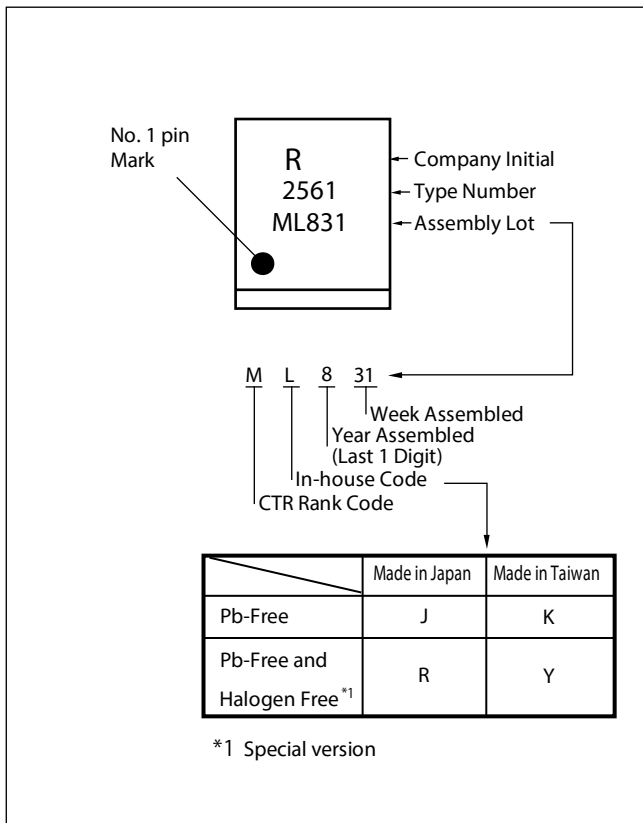 No. 1 pin
Mark
R
2561
ML831
Company Initial
Type Number
Assembly Lot
M L 8 31
Week Assembled
Year Assembled
(Last 1 Digit)
In-house Code
CTR Rank Code
Made in Japan Made in Taiwan
Pb-Free J K
Pb-Free and
Halogen Free *1 R Y
*1 Special version